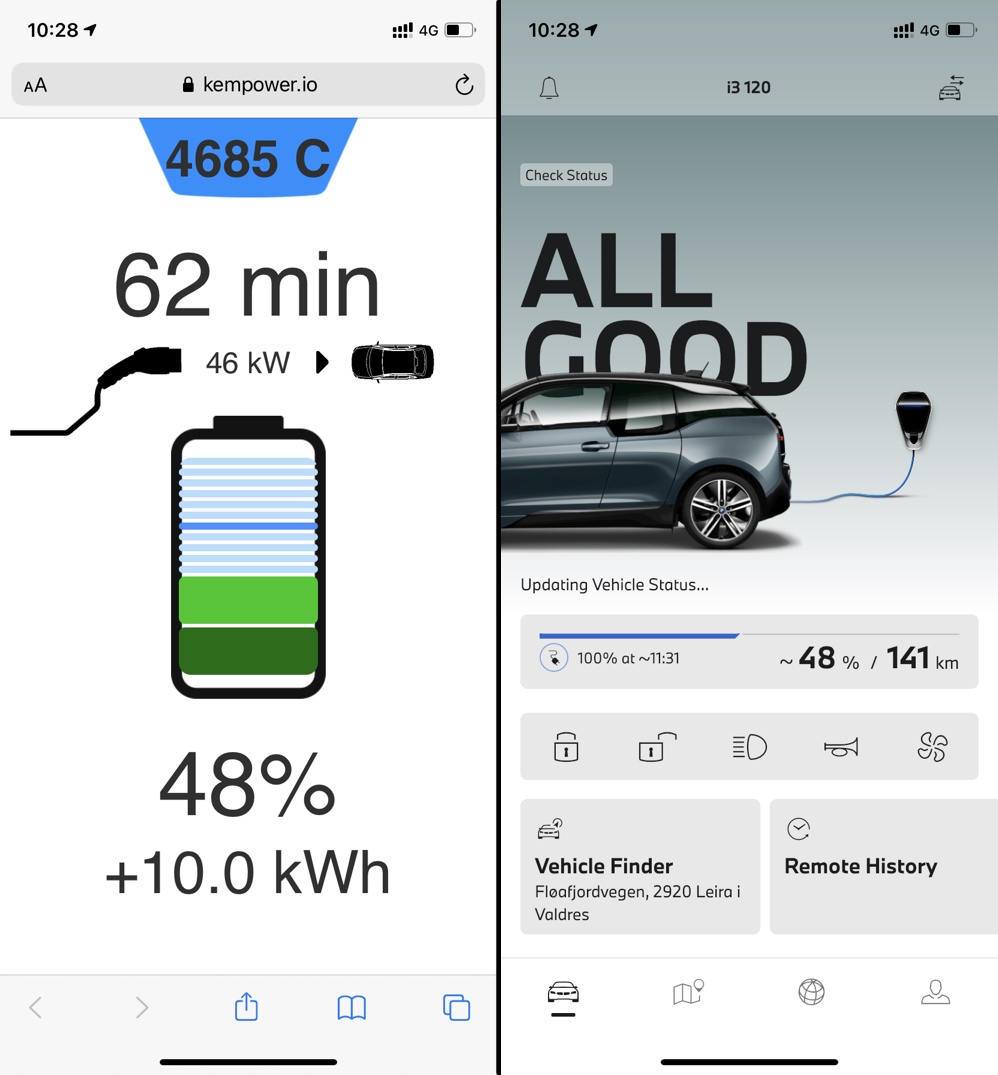 10:28
4G
AA
kempower.io
4685 C
62 min
46 kW
48%
+10.0 kWh
10:28
4G
i3 120
Check Status
ALL
GOOD
Updating Vehicle Status...
100% at ~11:31
~ 48 % / 141 km
Vehicle Finder
Fløafjordvegen, 2920 Leira i
Valdres
Remote History